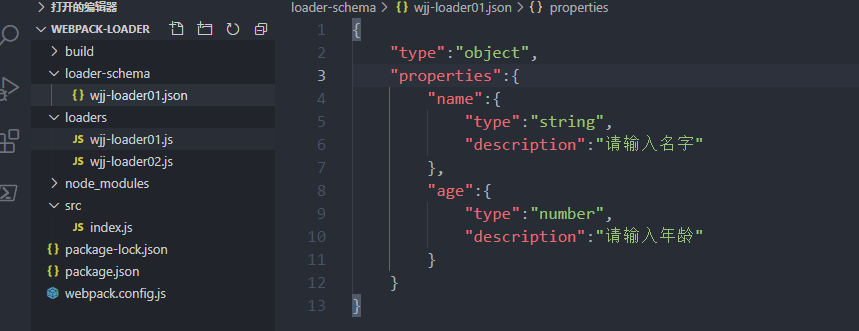 打开的编辑器
WEBPACK-LOADER
build
loader-schema
{} wjj-loader01.json
loaders
JS wjj-loader01.js
JS wjj-loader02.js
node_modules
src
JS index.js
{} package-lock.json
{} package.json
webpack.config.js
loader-schema > {} wjj-loader01.json > {} properties
1 {
2 "type":"object",
3 "properties":{
4 "name":{
5 "type":"string",
6 "description":"请输入名字"
7 },
8 "age":{
9 "type":"number",
10 "description":"请输入年龄"
11 }
12 }
13 }